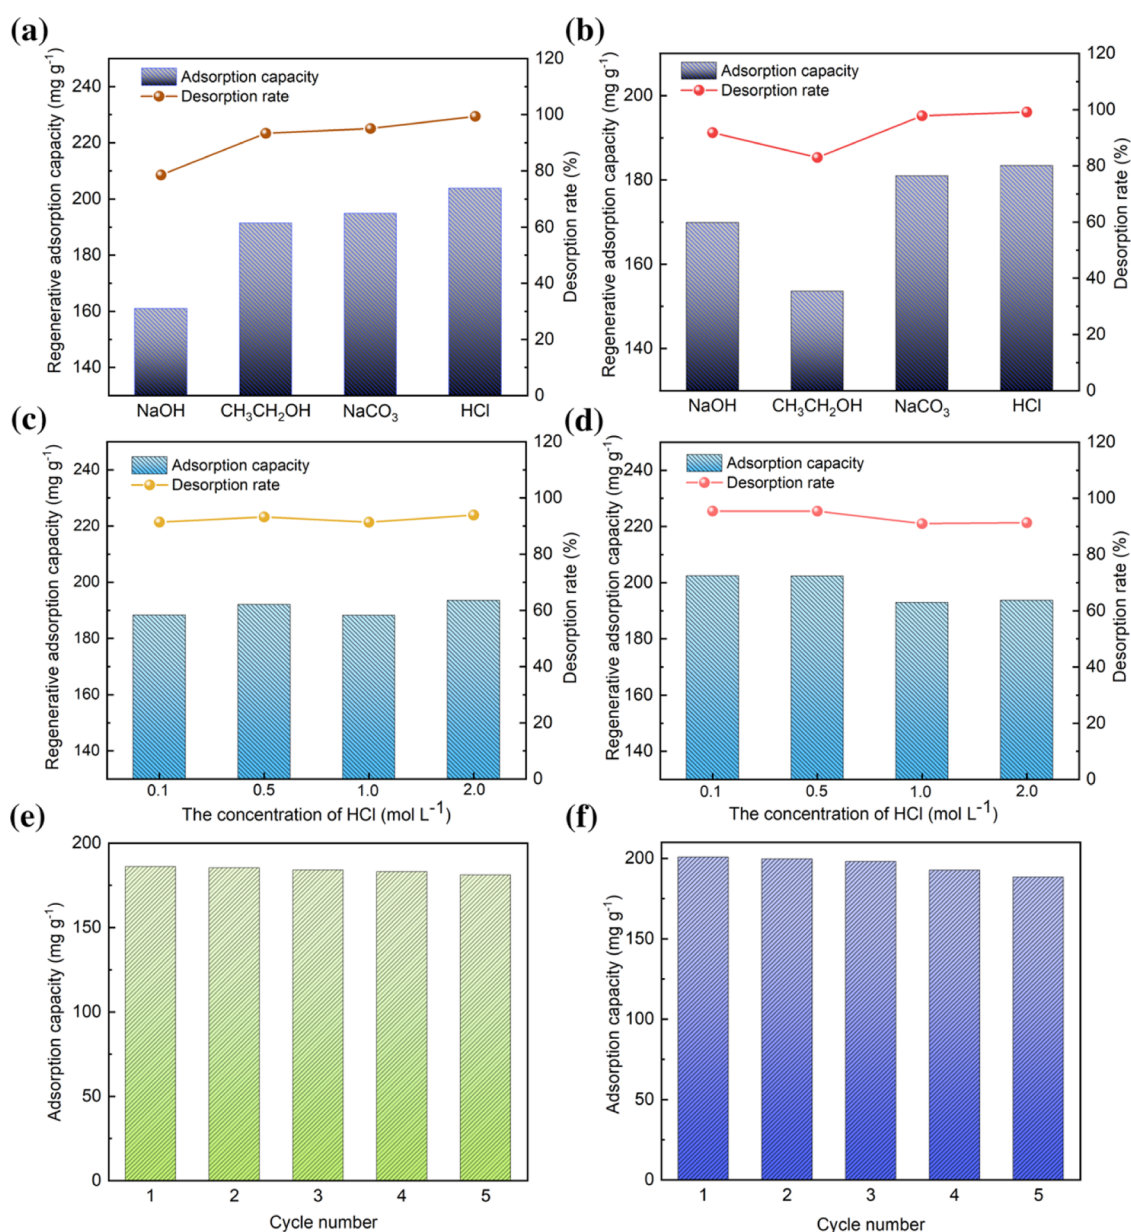 (a)
Regenerative adsorption capacity (mg g⁻¹)
240
220
200
180
160
140
Adsorption capacity
Desorption rate
120
100
80
60
40
20
0
Desorption rate (%)
NaOH CH₃CH₂OH NaCO₃ HCl
(b)
Regenerative adsorption capacity (mg g⁻¹)
200
180
160
140
Adsorption capacity
Desorption rate
120
100
80
60
40
20
0
Desorption rate (%)
NaOH CH₃CH₂OH NaCO₃ HCl
(c)
Regenerative adsorption capacity (mg g⁻¹)
240
220
200
180
160
140
Adsorption capacity
Desorption rate
120
100
80
60
40
20
0
Desorption rate (%)
0.1 0.5 1.0 2.0
The concentration of HCl (mol L⁻¹)
(d)
Regenerative adsorption capacity (mg g⁻¹)
240
220
200
180
160
140
Adsorption capacity
Desorption rate
120
100
80
60
40
20
0
Desorption rate (%)
0.1 0.5 1.0 2.0
The concentration of HCl (mol L⁻¹)
(e)
Adsorption capacity (mg g⁻¹)
200
150
100
50
0
1 2 3 4 5
Cycle number
(f)
Adsorption capacity (mg g⁻¹)
200
150
100
50
0
1 2 3 4 5
Cycle number